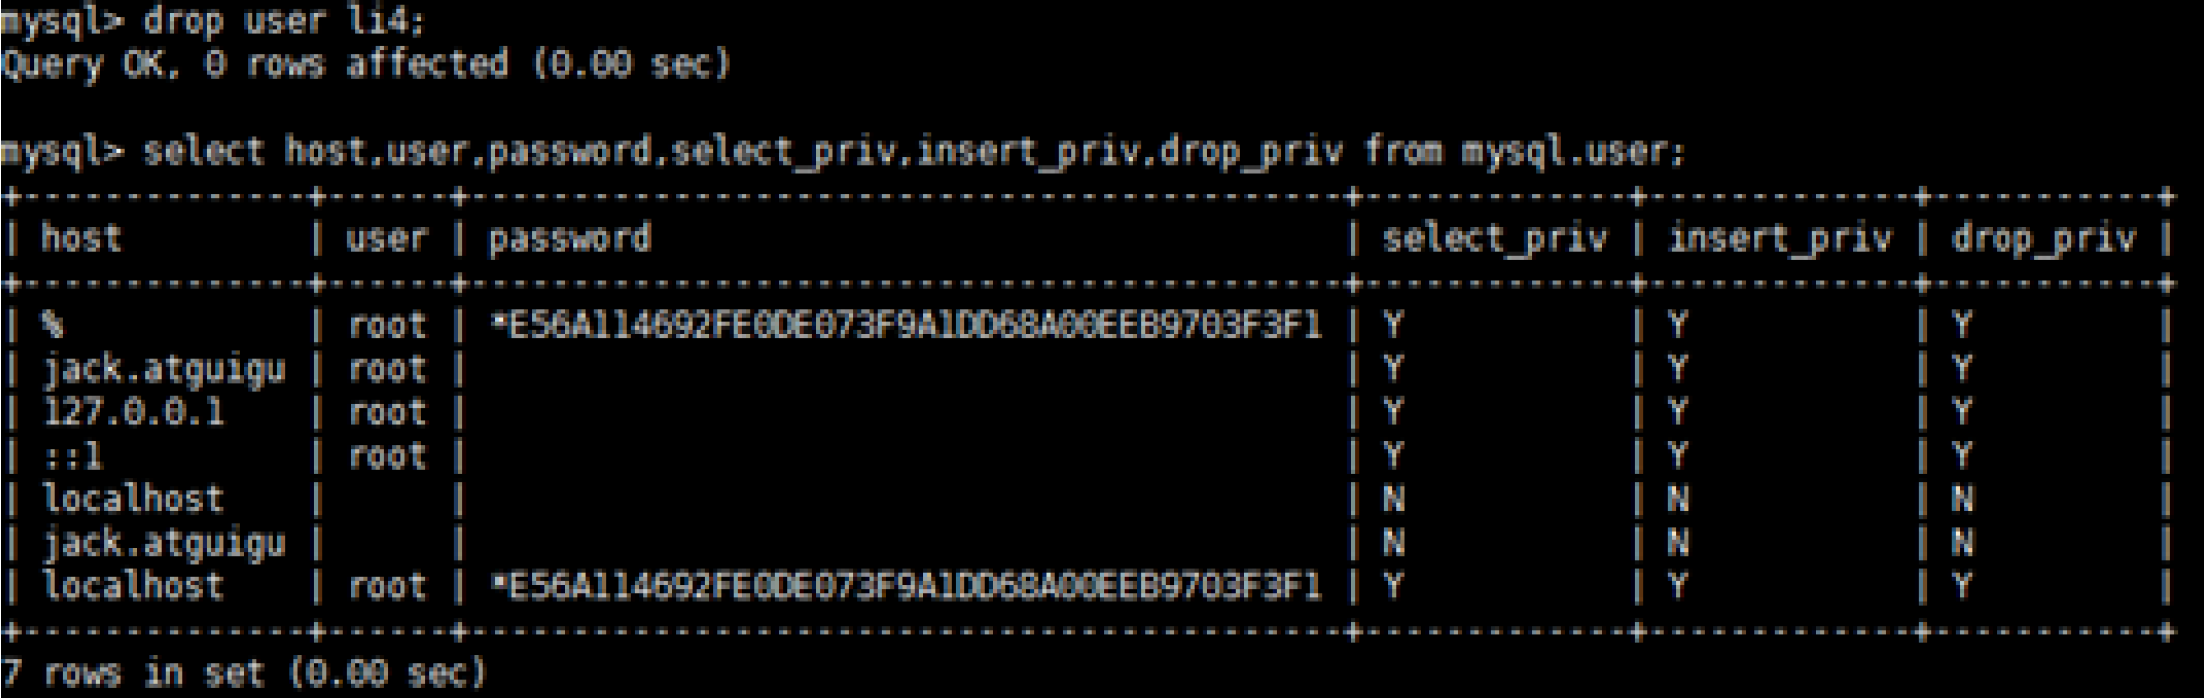 mysql> drop user li4;
Query OK, 0 rows affected (0.00 sec)
mysql> select host,user,password,select_priv,insert_priv,drop_priv from mysql.user;
+--------------+------+-------------------------------------------+-------------+-------------+-----------+
| host         | user | password                                  | select_priv | insert_priv | drop_priv |
+--------------+------+-------------------------------------------+-------------+-------------+-----------+
| %            | root | *E56A114692FE0DE073F9A1DD68A00EEB9703F3F1 | Y           | Y           | Y         |
| jack.atguigu | root |                                           | Y           | Y           | Y         |
| 127.0.0.1    | root |                                           | Y           | Y           | Y         |
| ::1          | root |                                           | Y           | Y           | Y         |
| localhost    |      |                                           | N           | N           | N         |
| jack.atguigu |      |                                           | N           | N           | N         |
| localhost    | root | *E56A114692FE0DE073F9A1DD68A00EEB9703F3F1 | Y           | Y           | Y         |
+--------------+------+-------------------------------------------+-------------+-------------+-----------+
7 rows in set (0.00 sec)